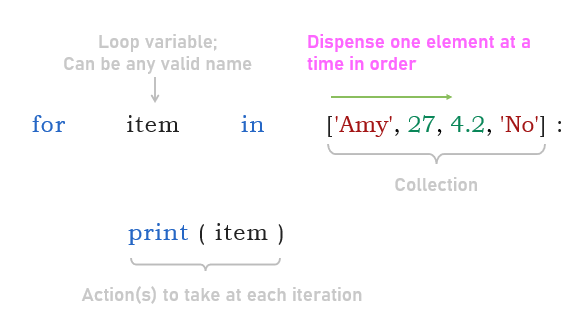 Loop variable;
Can be any valid name
Dispense one element at a
time in order
for item in ['Amy', 27, 4.2, 'No'] :
Collection
print ( item )
Action(s) to take at each iteration